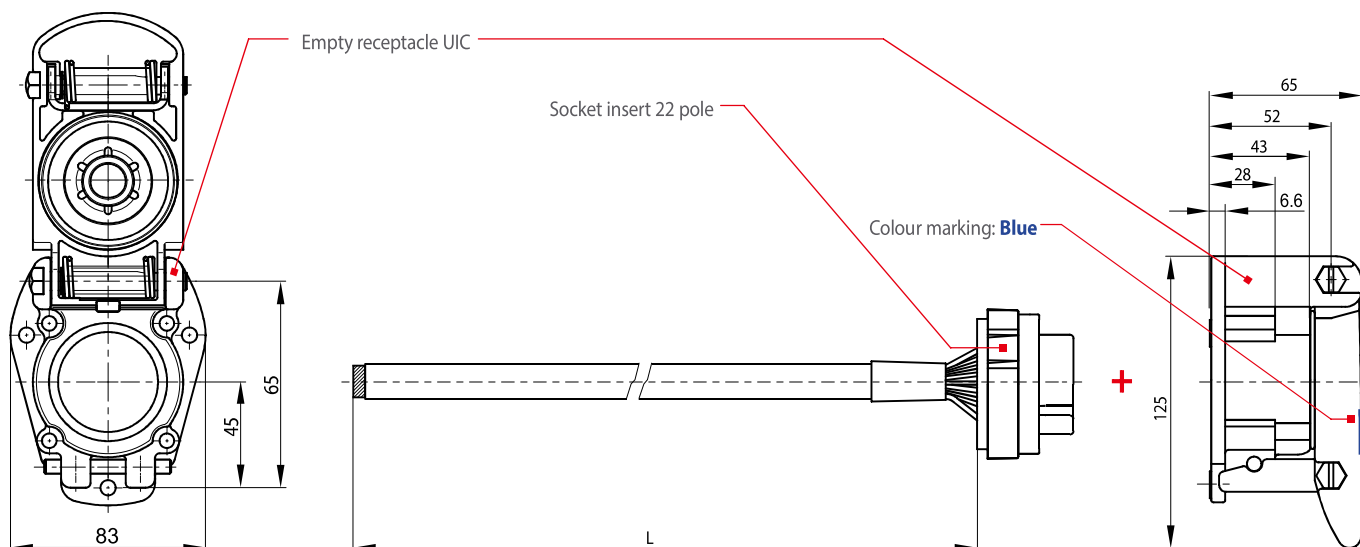 Empty receptacle UIC
Socket insert 22 pole
Colour marking: Blue
65
52
43
28
6.6
125
65
45
83
L
+